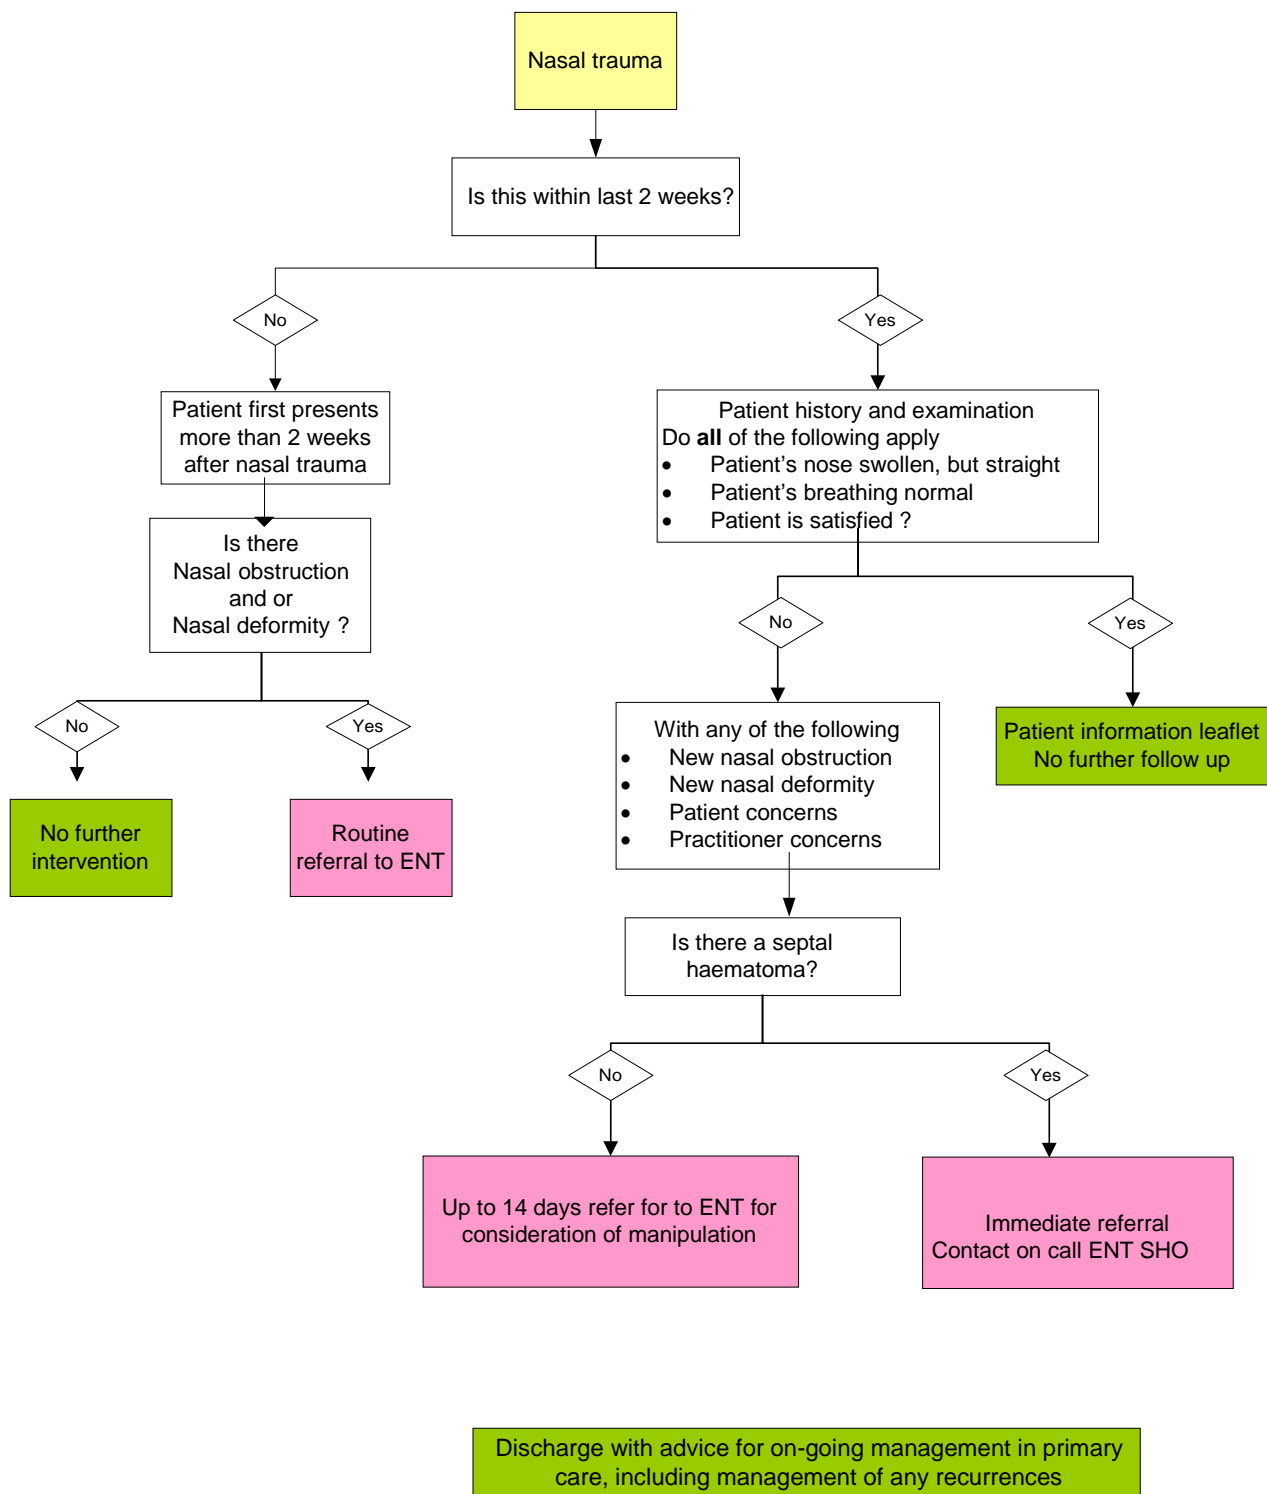 Nasal trauma
Is this within last 2 weeks?
No
Yes
Patient first presents
more than 2 weeks
after nasal trauma
Patient history and examination
Do all of the following apply
• Patient's nose swollen, but straight
• Patient's breathing normal
• Patient is satisfied ?
Is there
Nasal obstruction
and or
Nasal deformity ?
No
Yes
No
Yes
No further
intervention
Routine
referral to ENT
With any of the following
• New nasal obstruction
• New nasal deformity
• Patient concerns
• Practitioner concerns
Patient information leaflet
No further follow up
Is there a septal
haematoma?
No
Yes
Up to 14 days refer for to ENT for
consideration of manipulation
Immediate referral
Contact on call ENT SHO
Discharge with advice for on-going management in primary
care, including management of any recurrences